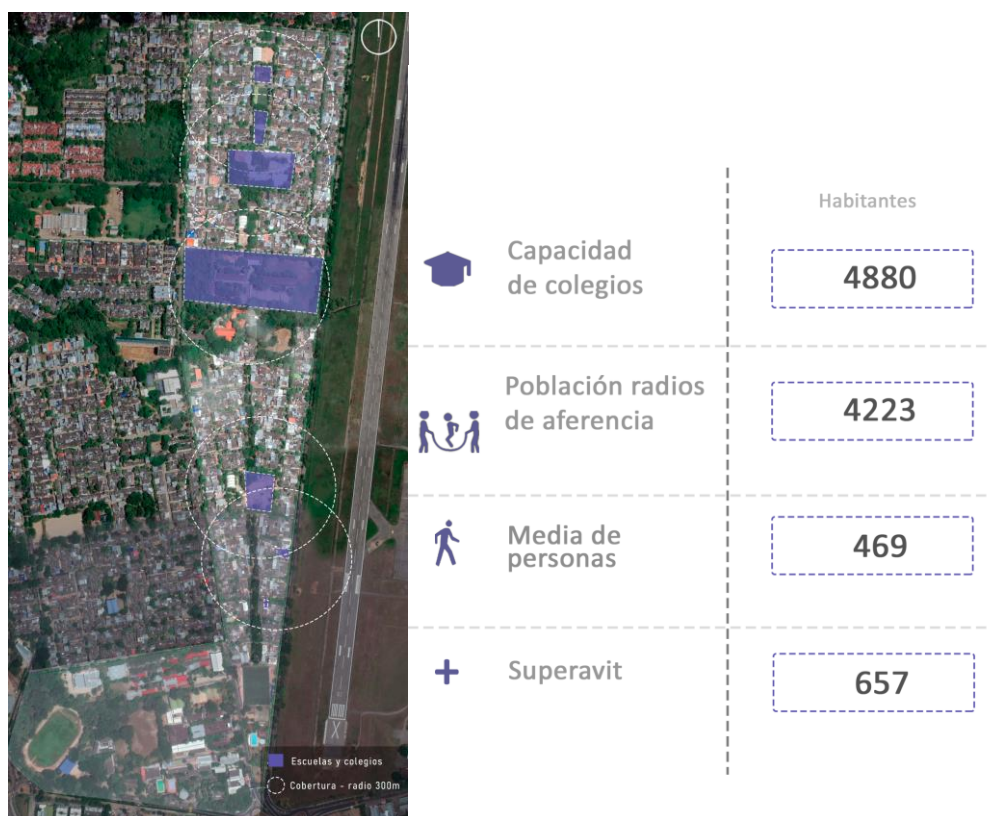 Habitantes
Capacidad
de colegios
4880
Población radios
de aferencia
4223
Media de
personas
469
Superavit
657
Escuelas y colegios
Cobertura - radio 300m